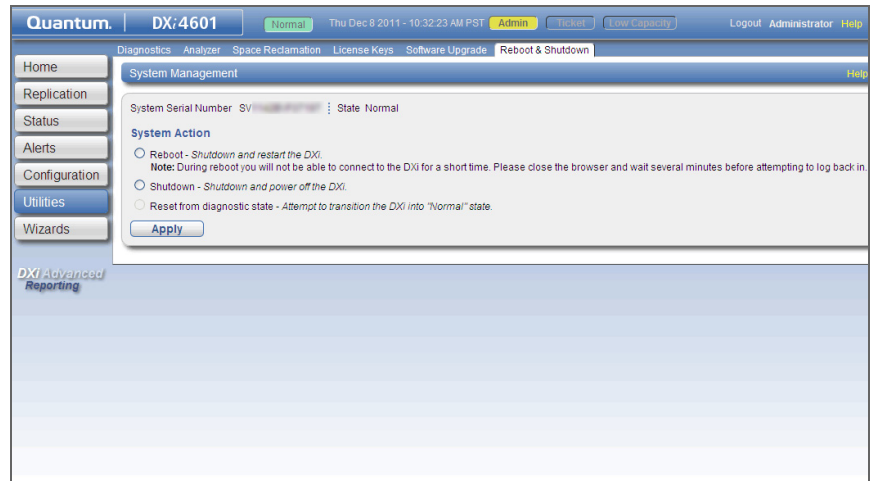 Quantum. DXi4601 Normal Thu Dec 8 2011 - 10:32:23 AM PST Admin Ticket Low Capacity Logout Administrator Help
Diagnostics Analyzer Space Reclamation License Keys Software Upgrade Reboot & Shutdown
Home
System Management Help
Replication
Status
System Serial Number SV State Normal
Alerts
System Action
Reboot - Shutdown and restart the DXi.
Note: During reboot you will not be able to connect to the DXi for a short time. Please close the browser and wait several minutes before attempting to log back in.
Configuration
Shutdown - Shutdown and power off the DXi.
Utilities
Reset from diagnostic state - Attempt to transition the DXi into "Normal" state.
Wizards
Apply
DXi Advanced
Reporting